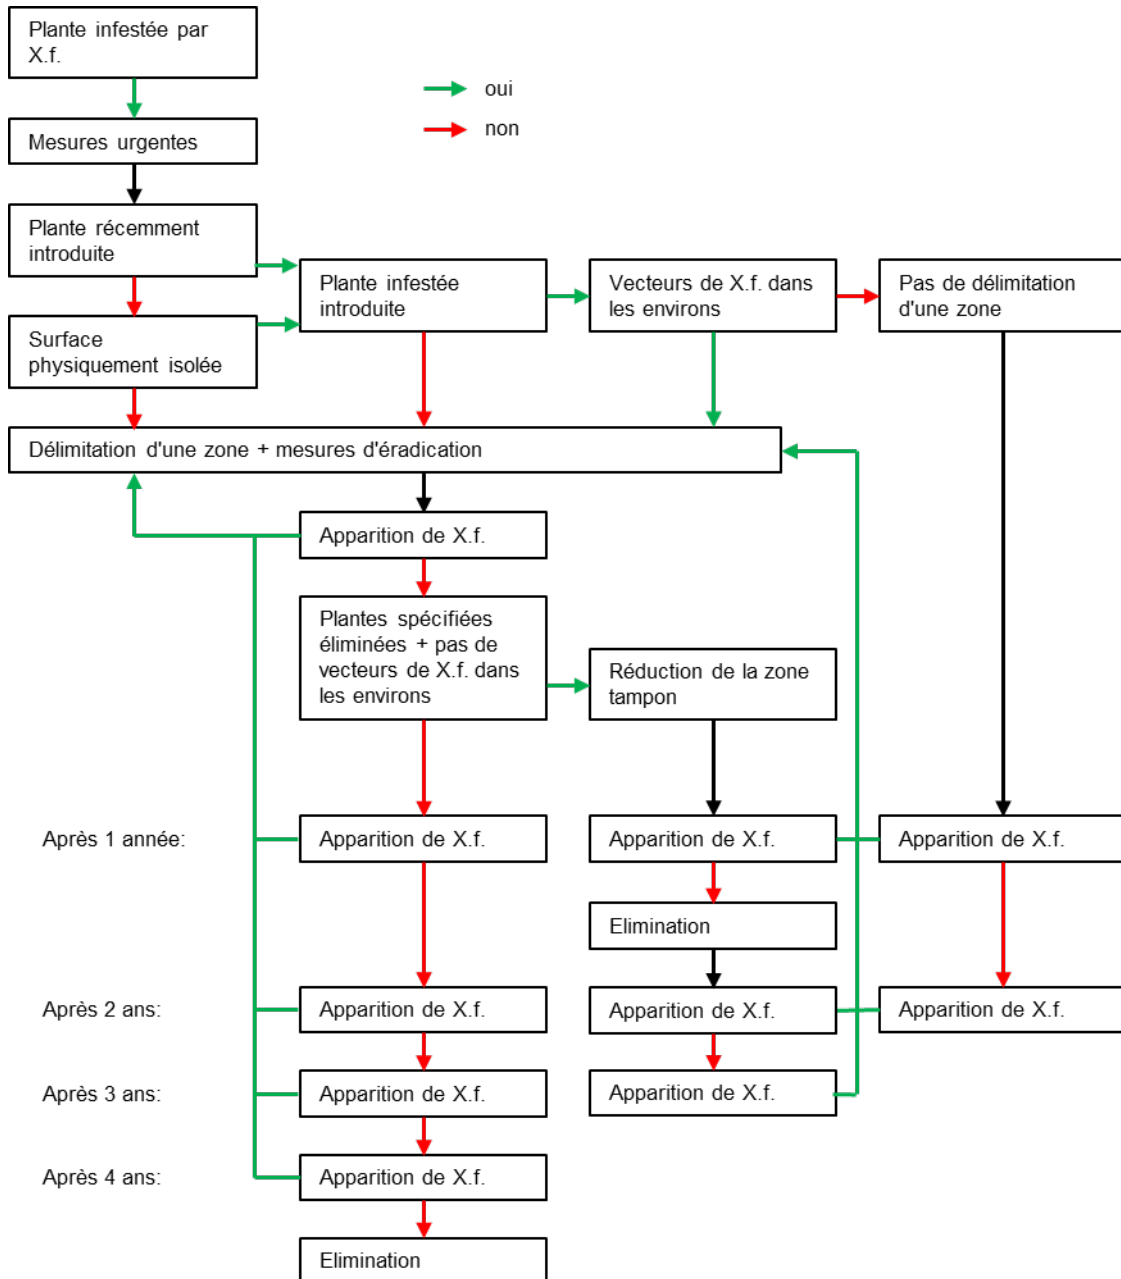 Plante infestée par
X.f.
oui
non
Mesures urgentes
Plante récemment
introduite
Plante infestée
introduite
Vecteurs de X.f. dans
les environs
Pas de délimitation
d'une zone
Surface
physiquement isolée
Délimitation d'une zone + mesures d'éradication
Apparition de X.f.
Plantes spécifiées
éliminées + pas de
vecteurs de X.f. dans
les environs
Réduction de la zone
tampon
Après 1 année:
Apparition de X.f.
Apparition de X.f.
Apparition de X.f.
Elimination
Après 2 ans:
Apparition de X.f.
Apparition de X.f.
Apparition de X.f.
Après 3 ans:
Apparition de X.f.
Apparition de X.f.
Après 4 ans:
Apparition de X.f.
Elimination